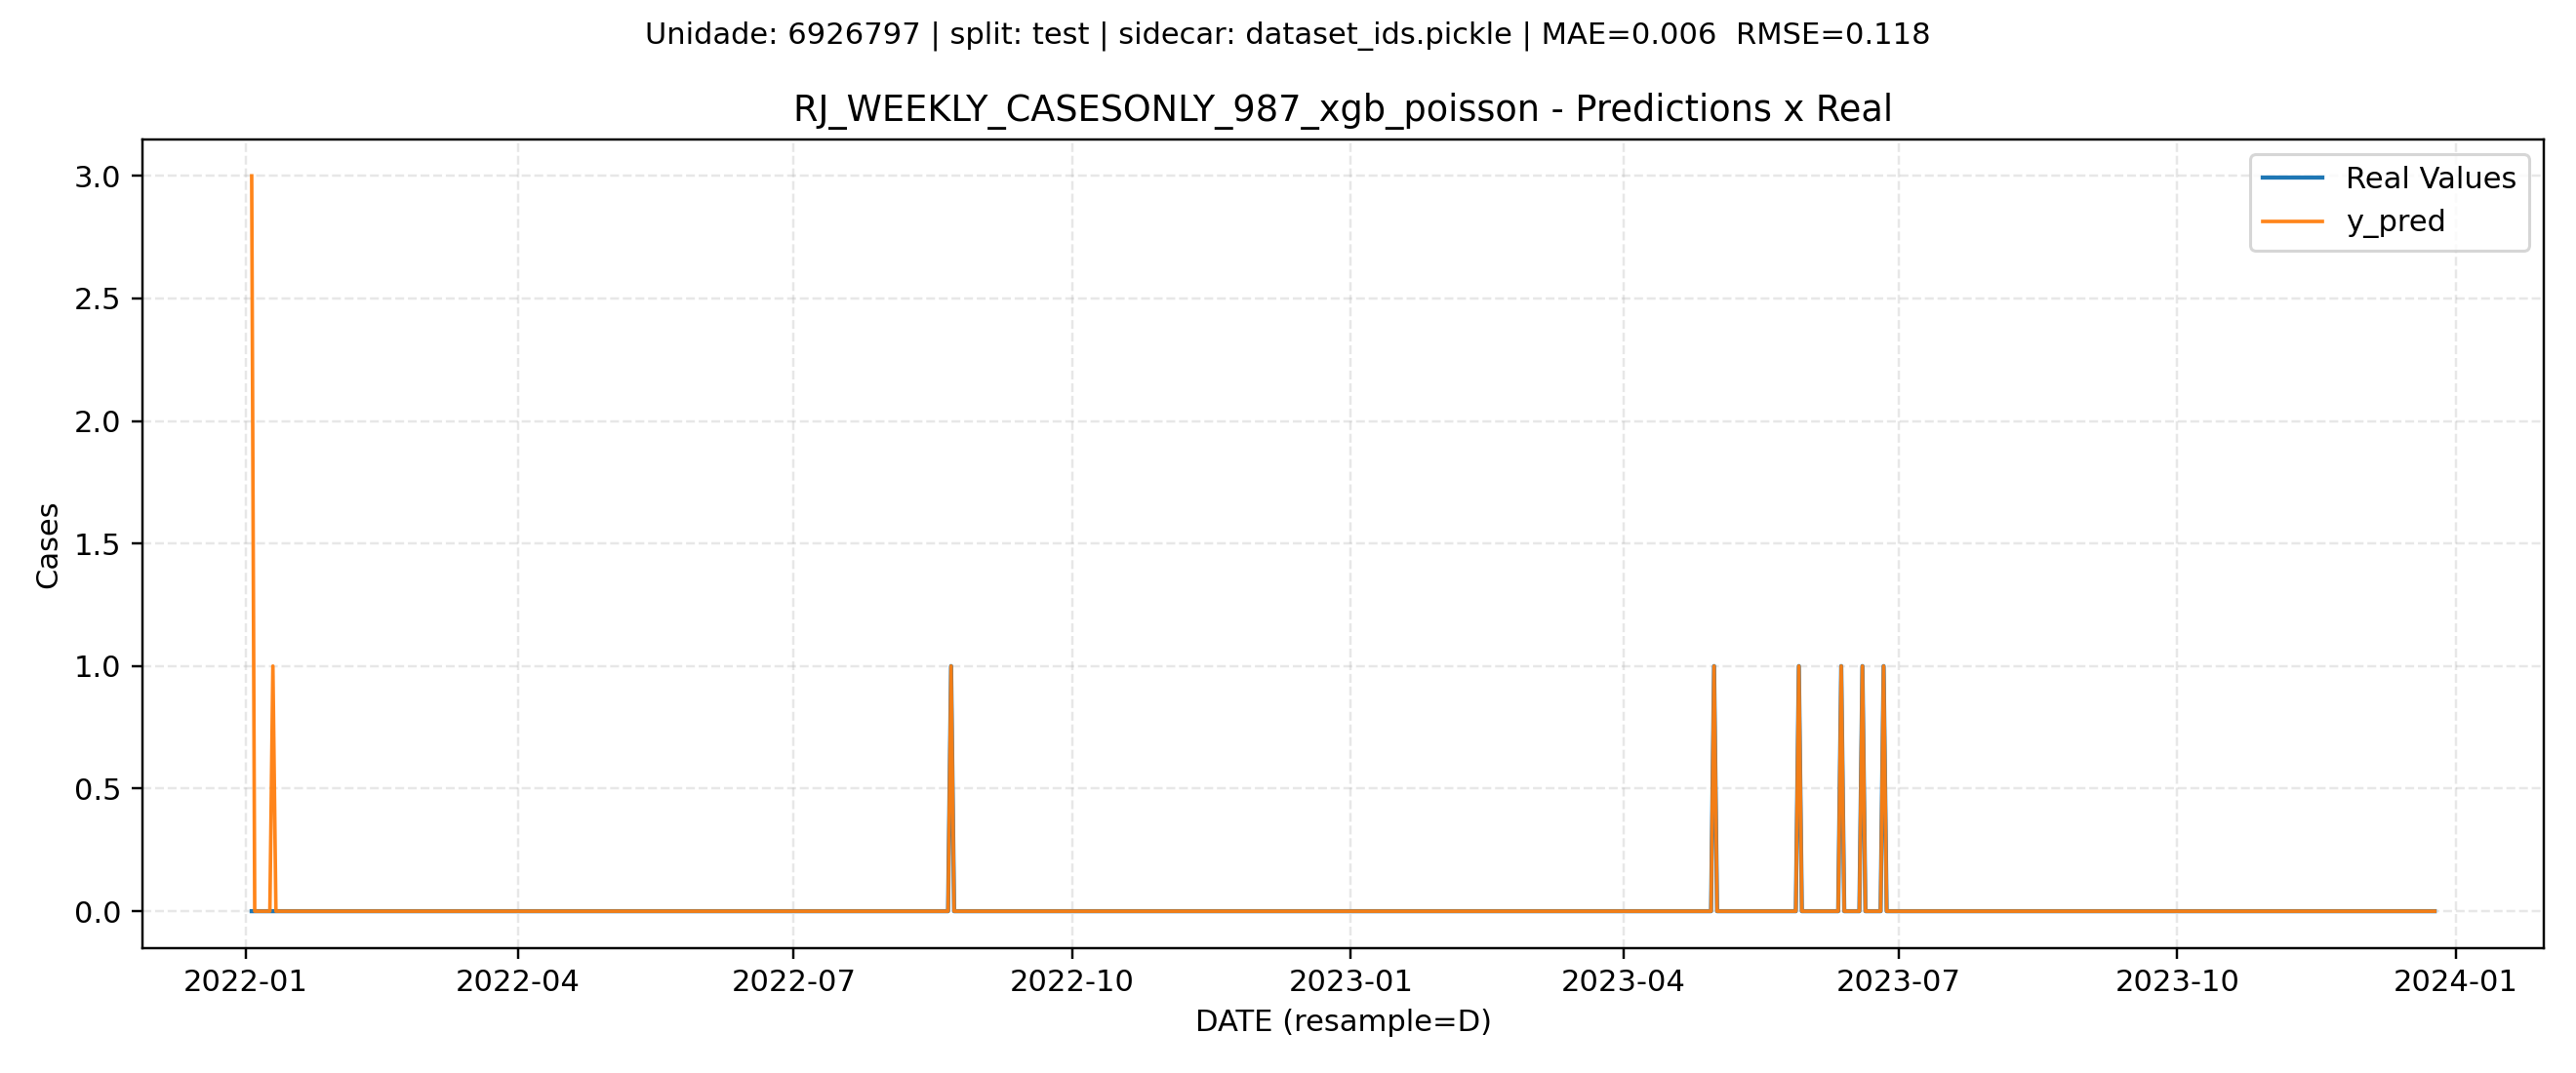 Unidade: 6926797 | split: test | sidecar: dataset_ids.pickle | MAE=0.006  RMSE=0.118
RJ_WEEKLY_CASESONLY_987_xgb_poisson - Predictions x Real
Real Values
y_pred
3.0
2.5
2.0
1.5
1.0
0.5
0.0
Cases
2022-01
2022-04
2022-07
2022-10
2023-01
2023-04
2023-07
2023-10
2024-01
DATE (resample=D)